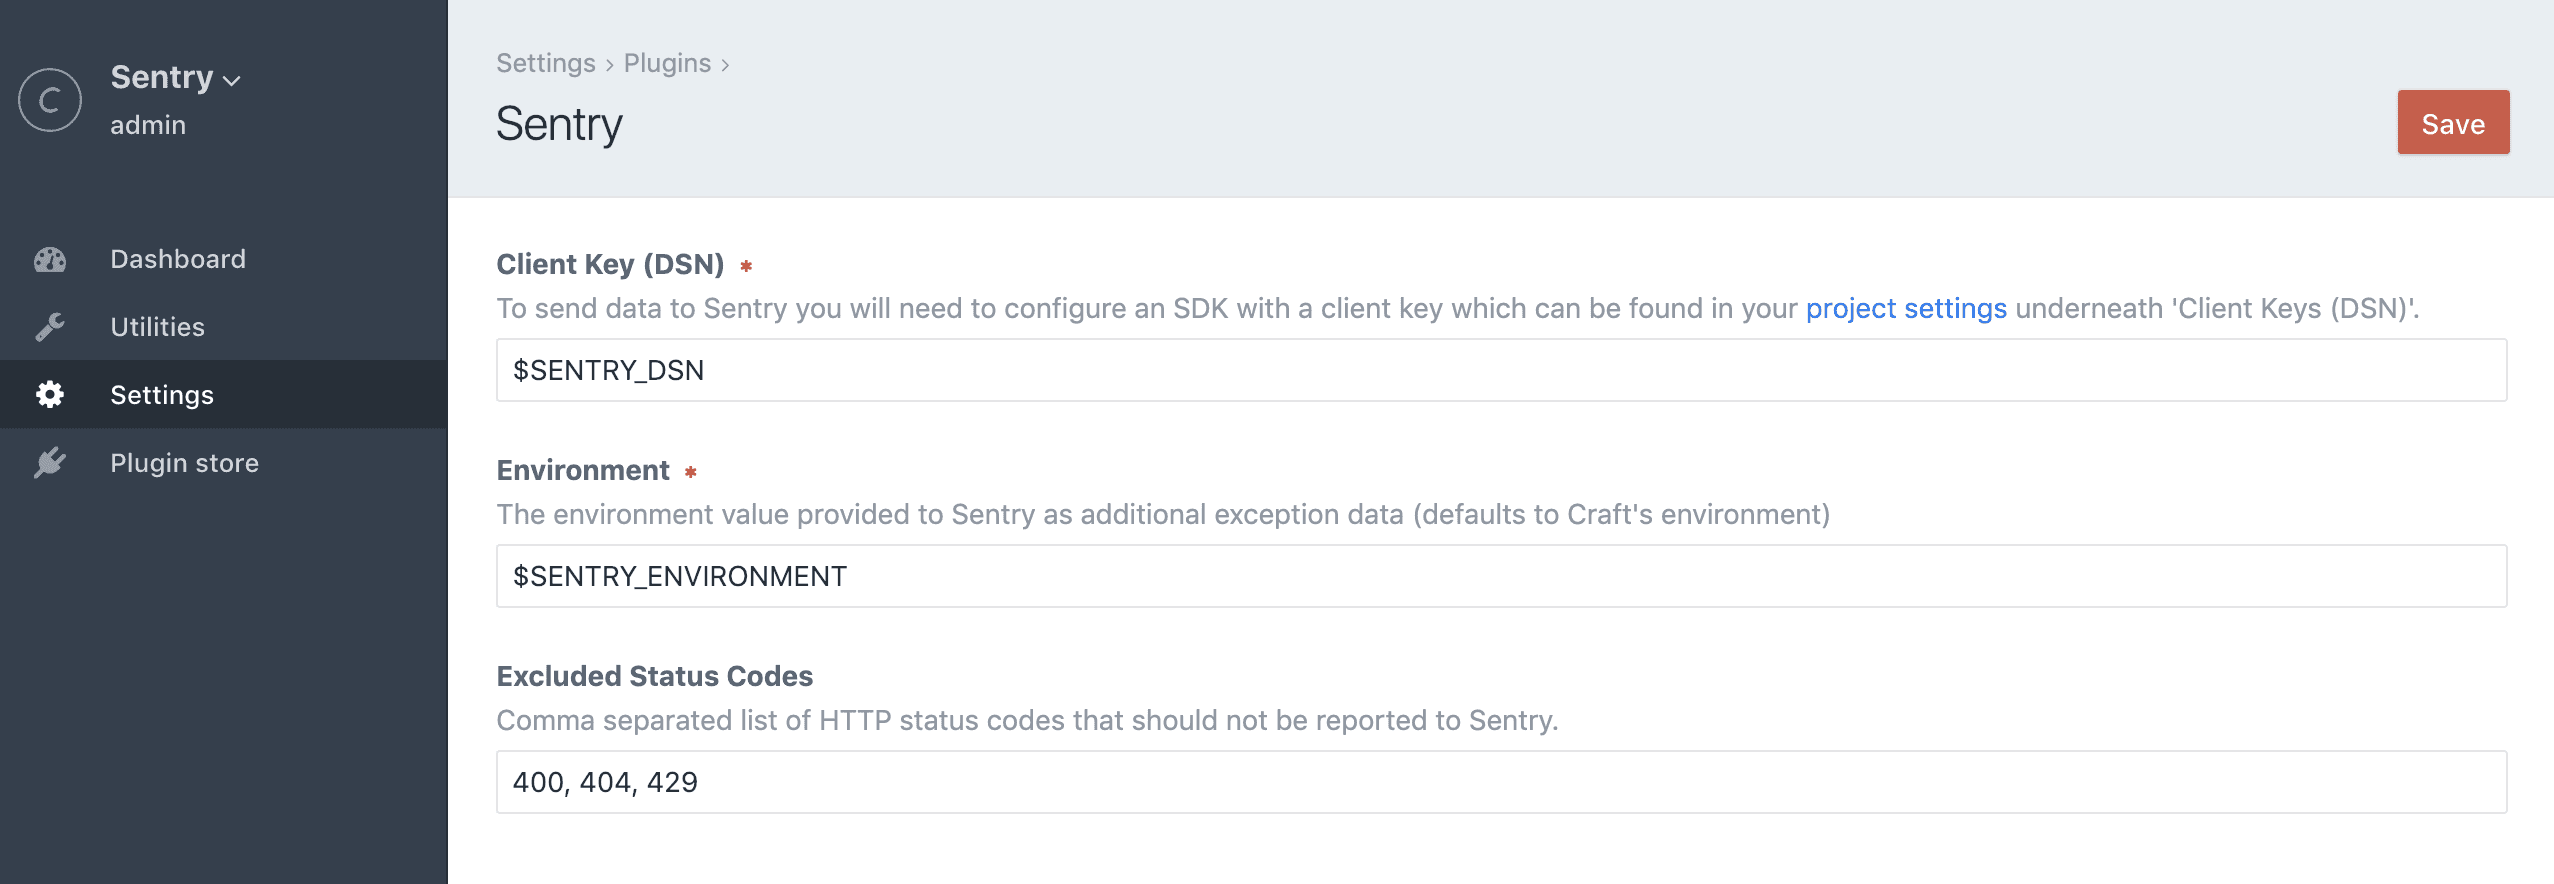 C
Sentry
admin
Dashboard
Utilities
Settings
Plugin store
Settings › Plugins ›
Sentry
Save
Client Key (DSN) *
To send data to Sentry you will need to configure an SDK with a client key which can be found in your project settings underneath 'Client Keys (DSN)'.
$SENTRY_DSN
Environment *
The environment value provided to Sentry as additional exception data (defaults to Craft's environment)
$SENTRY_ENVIRONMENT
Excluded Status Codes
Comma separated list of HTTP status codes that should not be reported to Sentry.
400, 404, 429